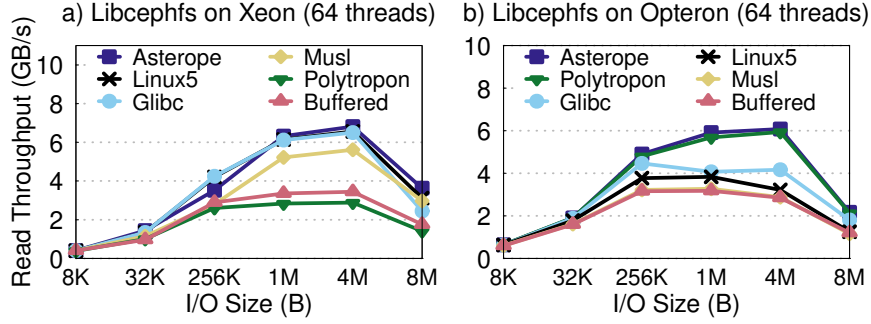 a) Libcephfs on Xeon (64 threads)
Read Throughput (GB/s)
10
8
6
4
2
0
Asterope
Linux5
Glibc
Musl
Polytropon
Buffered
8K 32K 256K 1M 4M 8M
I/O Size (B)
b) Libcephfs on Opteron (64 threads)
10
8
6
4
2
0
Asterope
Polytropon
Glibc
Linux5
Musl
Buffered
8K 32K 256K 1M 4M 8M
I/O Size (B)